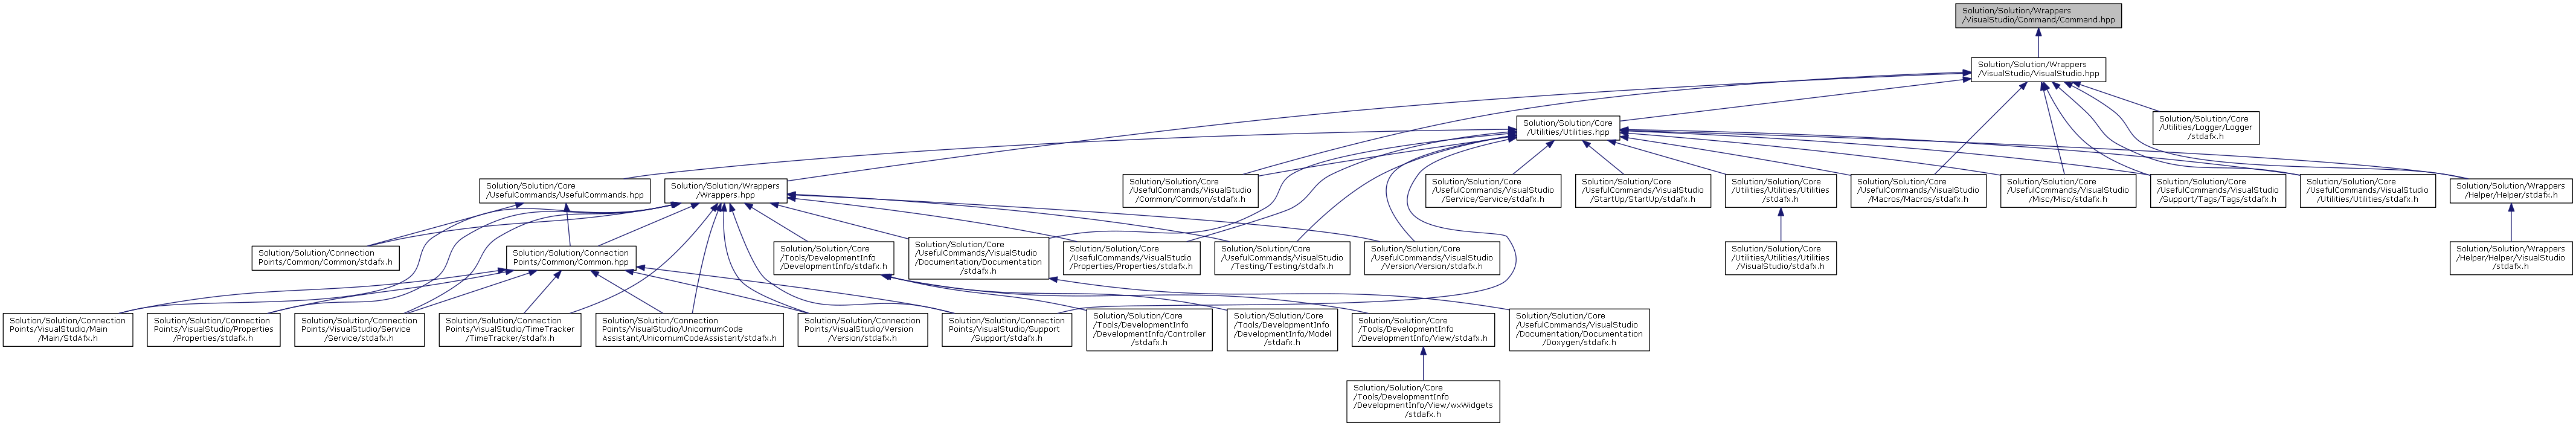 Solution/Solution/Wrappers
/VisualStudio/Command/Command.hpp
Solution/Solution/Wrappers
/VisualStudio/VisualStudio.hpp
Solution/Solution/Core
/Utilities/Utilities.hpp
Solution/Solution/Core
/Utilities/Logger/Logger
/stdafx.h
Solution/Solution/Core
/UsefulCommands/UsefulCommands.hpp
Solution/Solution/Wrappers
/Wrappers.hpp
Solution/Solution/Core
/UsefulCommands/VisualStudio
/Common/Common/stdafx.h
Solution/Solution/Core
/UsefulCommands/VisualStudio
/Service/Service/stdafx.h
Solution/Solution/Core
/UsefulCommands/VisualStudio
/StartUp/StartUp/stdafx.h
Solution/Solution/Core
/Utilities/Utilities/Utilities
/stdafx.h
Solution/Solution/Core
/UsefulCommands/VisualStudio
/Macros/Macros/stdafx.h
Solution/Solution/Core
/UsefulCommands/VisualStudio
/Misc/Misc/stdafx.h
Solution/Solution/Core
/UsefulCommands/VisualStudio
/Support/Tags/Tags/stdafx.h
Solution/Solution/Core
/UsefulCommands/VisualStudio
/Utilities/Utilities/stdafx.h
Solution/Solution/Wrappers
/Helper/Helper/stdafx.h
Solution/Solution/Connection
Points/Common/Common/stdafx.h
Solution/Solution/Connection
Points/Common/Common.hpp
Solution/Solution/Core
/Tools/DevelopmentInfo
/DevelopmentInfo/stdafx.h
Solution/Solution/Core
/UsefulCommands/VisualStudio
/Documentation/Documentation
/stdafx.h
Solution/Solution/Core
/UsefulCommands/VisualStudio
/Properties/Properties/stdafx.h
Solution/Solution/Core
/UsefulCommands/VisualStudio
/Testing/Testing/stdafx.h
Solution/Solution/Core
/UsefulCommands/VisualStudio
/Version/Version/stdafx.h
Solution/Solution/Core
/Utilities/Utilities/Utilities
/VisualStudio/stdafx.h
Solution/Solution/Wrappers
/Helper/Helper/VisualStudio
/stdafx.h
Solution/Solution/Connection
Points/VisualStudio/Main
/Main/StdAfx.h
Solution/Solution/Connection
Points/VisualStudio/Properties
/Properties/stdafx.h
Solution/Solution/Connection
Points/VisualStudio/Service
/Service/stdafx.h
Solution/Solution/Connection
Points/VisualStudio/TimeTracker
/TimeTracker/stdafx.h
Solution/Solution/Connection
Points/VisualStudio/UnicornumCode
Assistant/UnicornumCodeAssistant/stdafx.h
Solution/Solution/Connection
Points/VisualStudio/Version
/Version/stdafx.h
Solution/Solution/Connection
Points/VisualStudio/Support
/Support/stdafx.h
Solution/Solution/Core
/Tools/DevelopmentInfo
/DevelopmentInfo/Controller
/stdafx.h
Solution/Solution/Core
/Tools/DevelopmentInfo
/DevelopmentInfo/Model
/stdafx.h
Solution/Solution/Core
/Tools/DevelopmentInfo
/DevelopmentInfo/View/stdafx.h
Solution/Solution/Core
/UsefulCommands/VisualStudio
/Documentation/Documentation
/Doxygen/stdafx.h
Solution/Solution/Core
/Tools/DevelopmentInfo
/DevelopmentInfo/View/wxWidgets
/stdafx.h